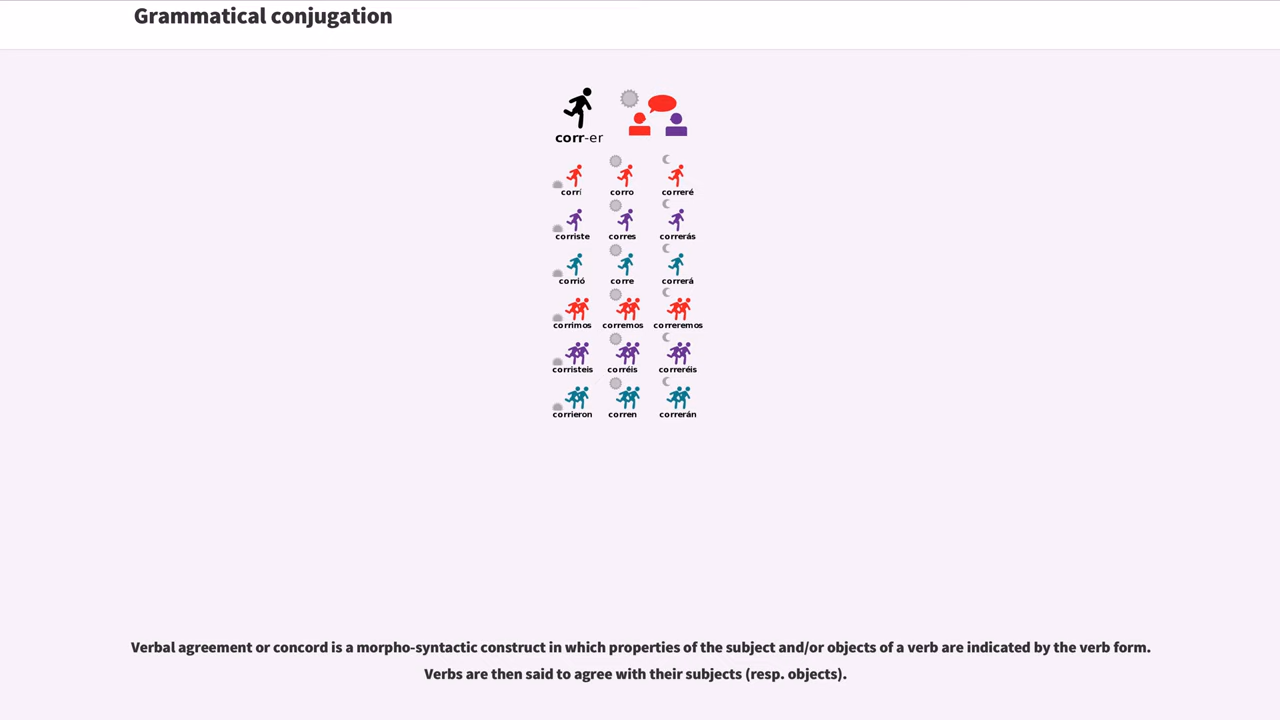 Grammatical conjugation
corr-er
corrí corro correré
corriste corres correrás
corrió corre correrá
corrimos corremos correremos
corristeis corréis correréis
corrieron corren correrán
Verbal agreement or concord is a morpho-syntactic construct in which properties of the subject and/or objects of a verb are indicated by the verb form.
Verbs are then said to agree with their subjects (resp. objects).